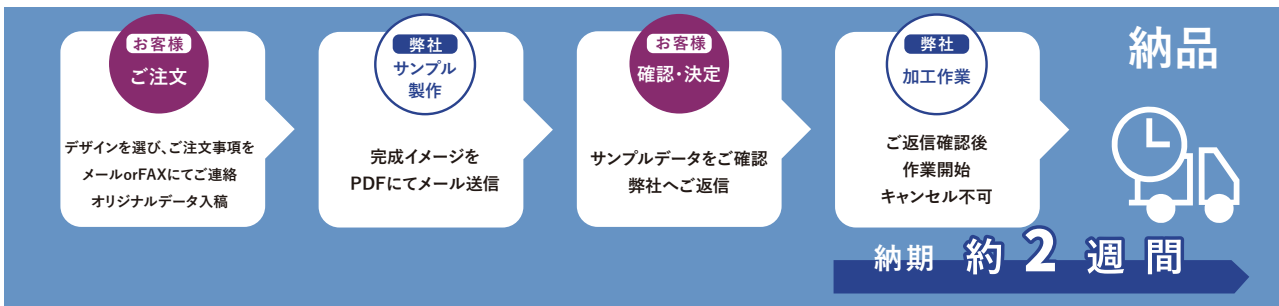 お客様
ご注文
デザインを選び、ご注文事項を
メールorFAXにてご連絡
オリジナルデータ入稿
弊社
サンプル
製作
完成イメージを
PDFにてメール送信
お客様
確認・決定
サンプルデータをご確認
弊社へご返信
弊社
加工作業
ご返信確認後
作業開始
キャンセル不可
納品
納期 約2週間